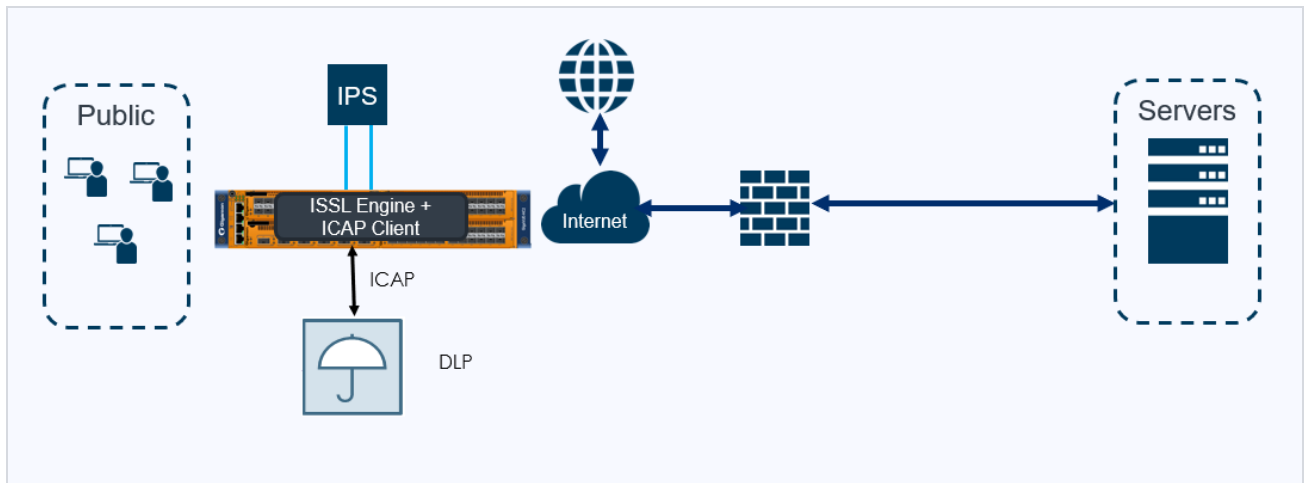 Public
IPS
ISSL Engine +
ICAP Client
ICAP
DLP
Internet
Servers